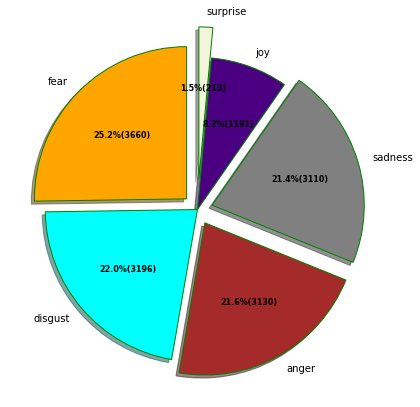 surprise
joy
fear
1.5%(213)
8.2%(1191)
25.2%(3660)
sadness
21.4%(3110)
22.0%(3196)
21.6%(3130)
disgust
anger